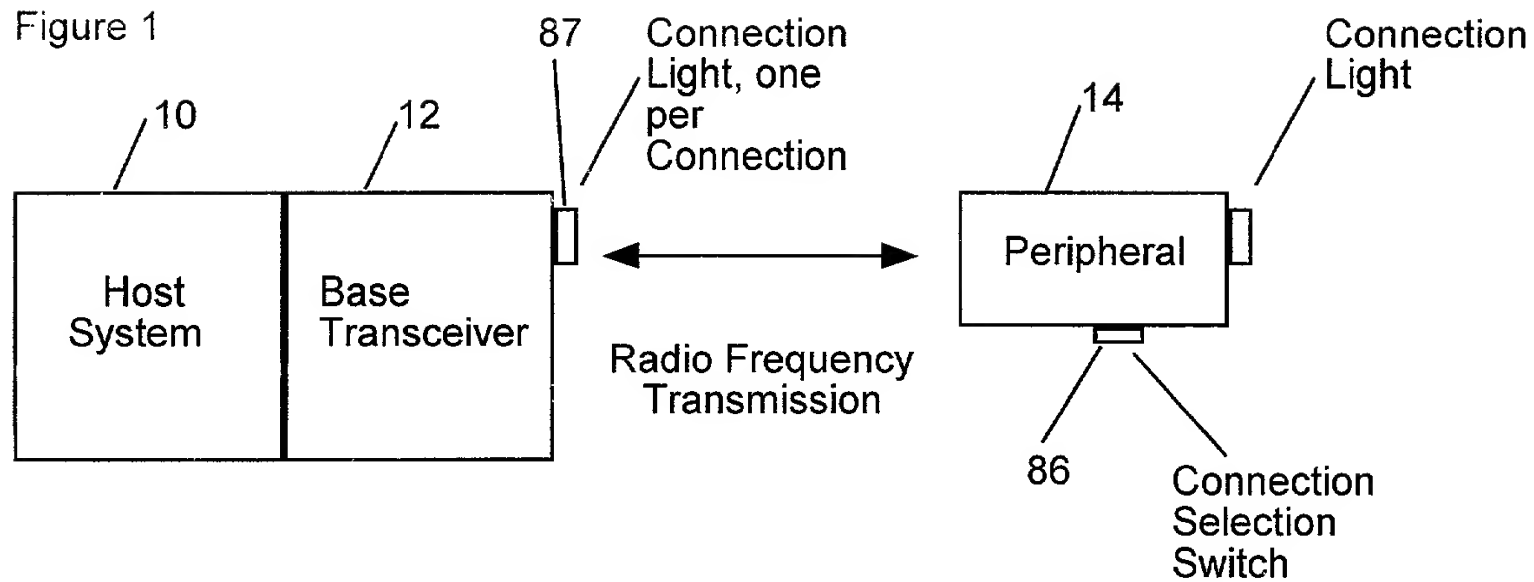 Figure 1
87
Connection
Light, one
per
Connection
Connection
Light
10
12
14
Host
System
Base
Transceiver
Peripheral
Radio Frequency
Transmission
86
Connection
Selection
Switch